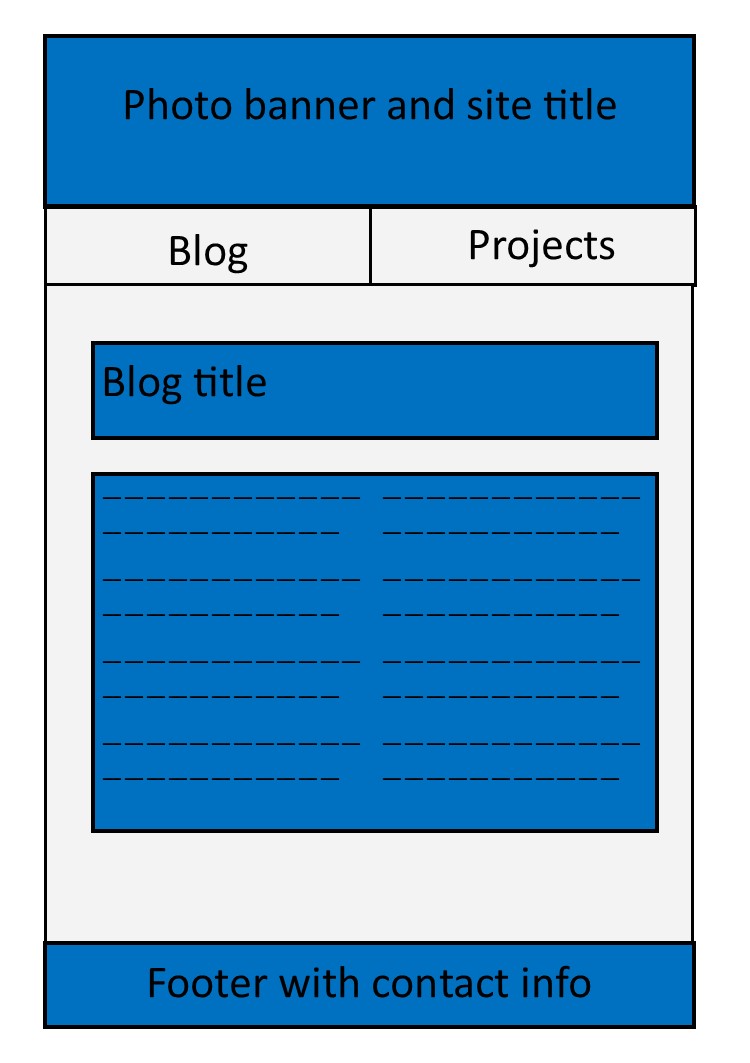 Photo banner and site title
Blog
Projects
Blog title
Footer with contact info